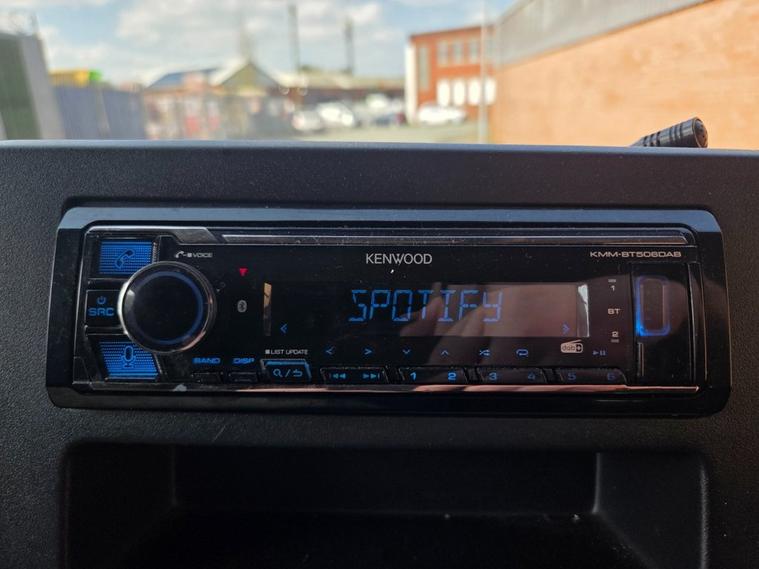 VOICE
KENWOOD
KMM-BT506DAB
SRC
SPOTIFY
1
BT
2
LIST UPDATE
dab+
BAND DISP
1 2 3 4 5 6